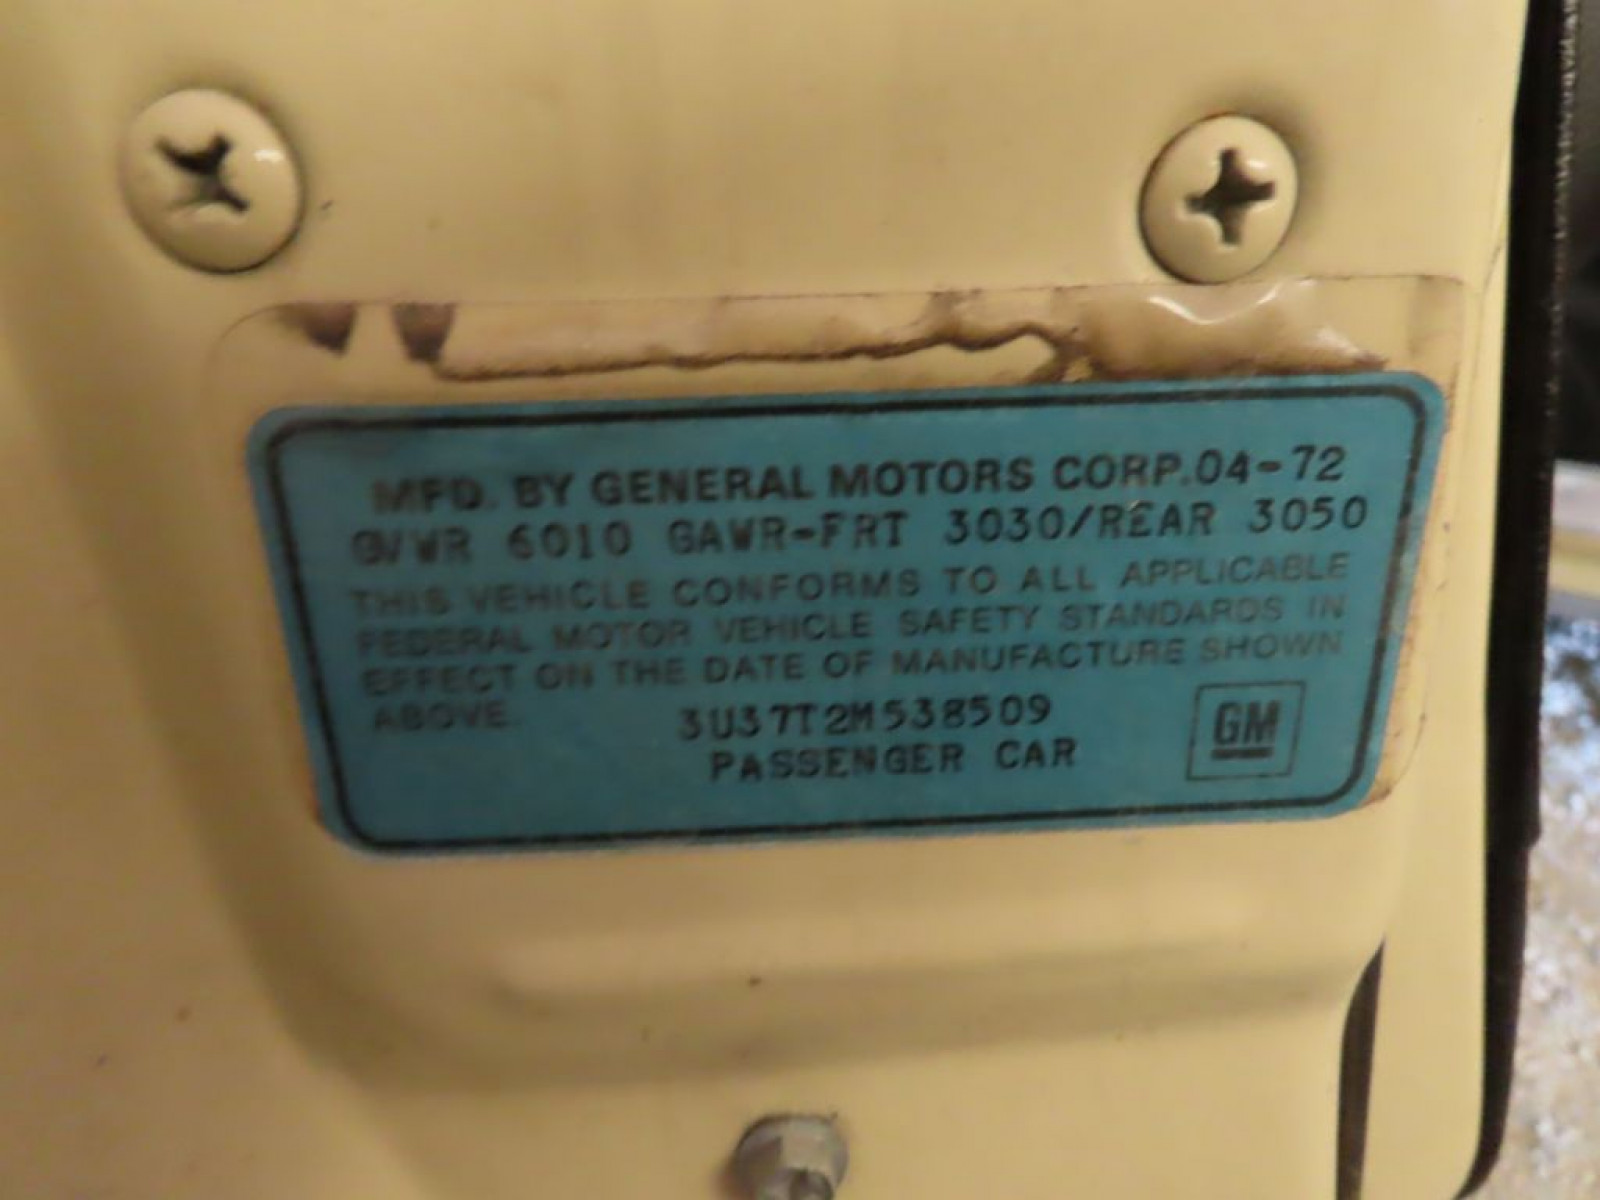 MFD. BY GENERAL MOTORS CORP. 04-72
GVWR 6010 GAWR-FRT 3030/REAR 3050
THIS VEHICLE CONFORMS TO ALL APPLICABLE
FEDERAL MOTOR VEHICLE SAFETY STANDARDS IN
EFFECT ON THE DATE OF MANUFACTURE SHOWN
ABOVE.
3U37T2M538509
PASSENGER CAR
GM